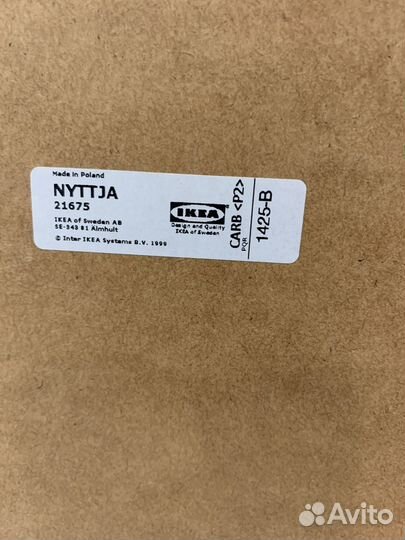 Made in Poland
NYTTJA
21675
IKEA of Sweden AB
SE-343 81 Älmhult
© Inter IKEA Systems B.V. 1999
IKEA
Design and Quality
IKEA of Sweden
CARB <P2>
PQR
1425-B
Avito